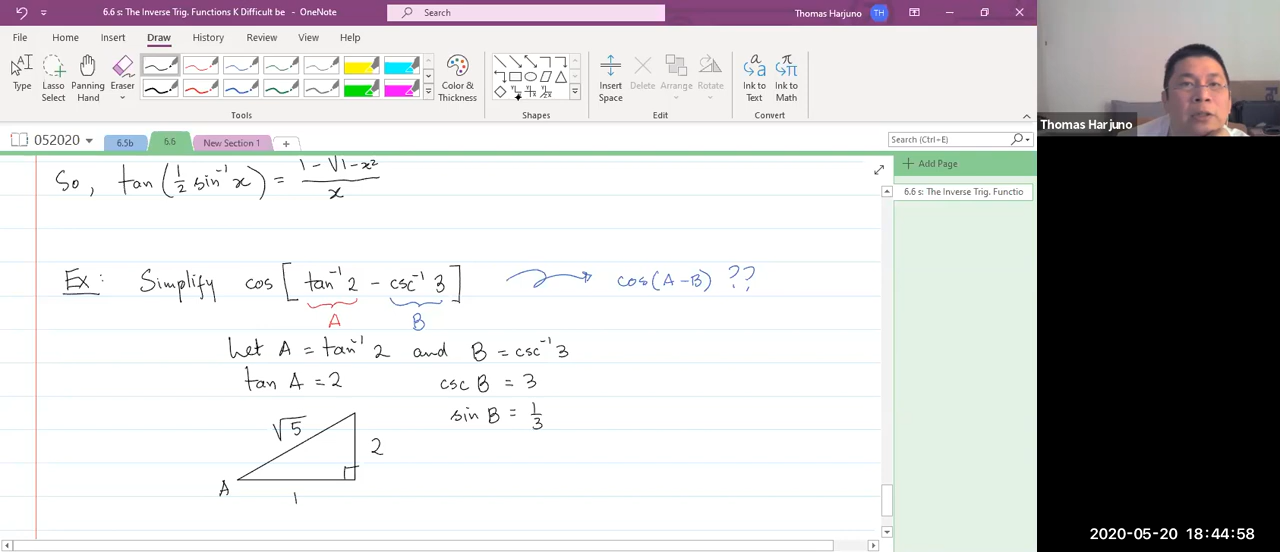 6.6 s: The Inverse Trig. Functions K Difficult be - OneNote
Search
Thomas Harjuno TH
File Home Insert Draw History Review View Help
Type Lasso Select Panning Hand Eraser Color & Thickness Insert Space Delete Arrange Rotate Ink to Text Ink to Math
Tools Shapes Edit Convert
Thomas Harjuno
052020 6.5b 6.6 New Section 1 + Search (Ctrl+E)
Add Page
6.6 s: The Inverse Trig. Functio
So, tan(1/2 sin⁻¹ x) = (1 - √(1 - x²))/x
Ex: Simplify cos[tan⁻¹ 2 - csc⁻¹ 3] cos(A - B) ??
A B
Let A = tan⁻¹ 2 and B = csc⁻¹ 3
tan A = 2 csc B = 3
sin B = 1/3
√5
2
A
1
2020-05-20 18:44:58